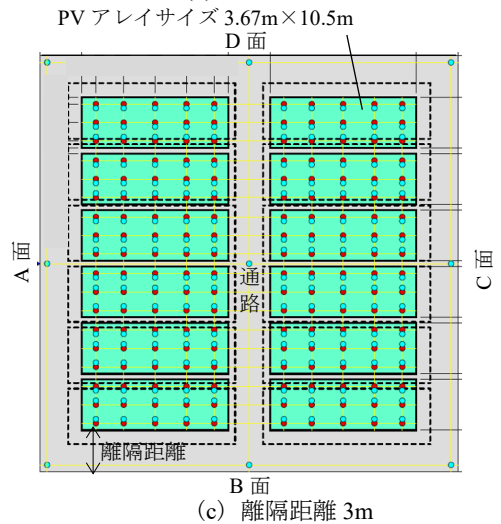 PV アレイサイズ 3.67m×10.5m
D 面
A 面
通路
C 面
離隔距離
B 面
(c) 離隔距離 3m